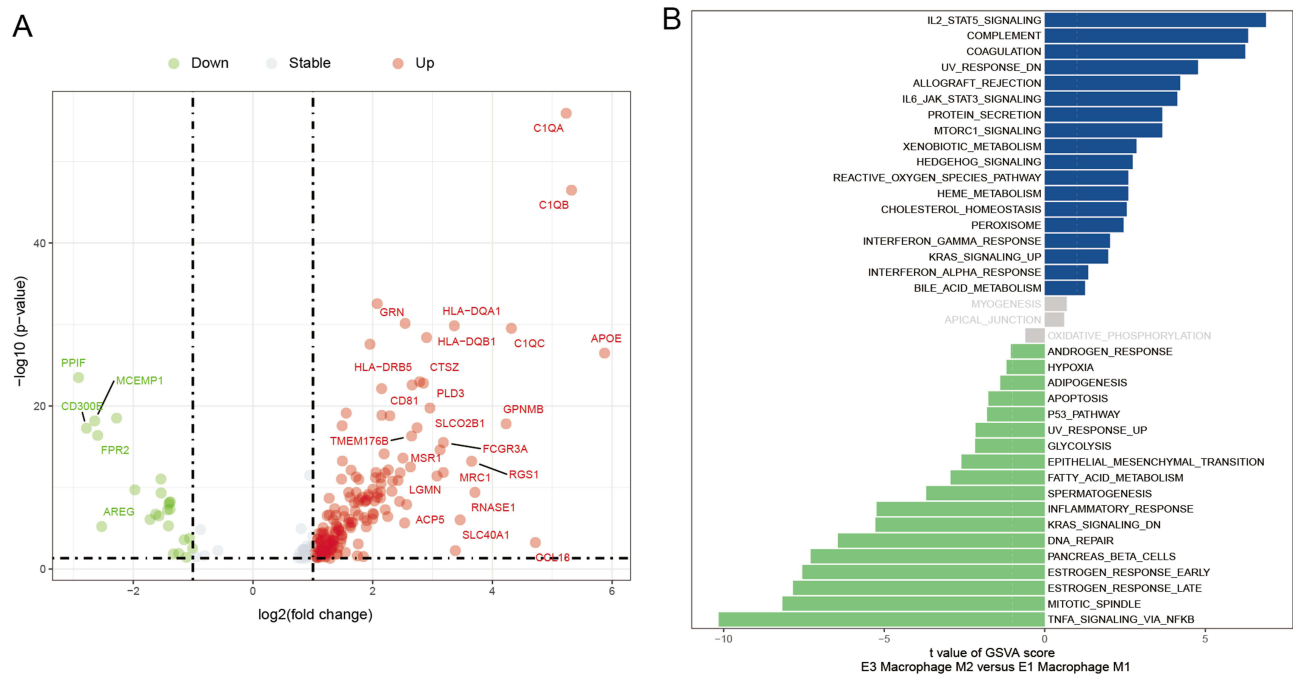 A
Down
Stable
Up
C1QA
C1QB
GRN
HLA-DQA1
HLA-DQB1
C1QC
APOE
HLA-DRB5
CTSZ
PPIF
MCEMP1
CD300E
FPR2
CD81
PLD3
GPNMB
SLCO2B1
TMEM176B
FCGR3A
MSR1
MRC1
RGS1
LGMN
RNASE1
AREG
ACP5
SLC40A1
CCL18
0
20
40
−2
0
2
4
6
−log10 (p−value)
log2(fold change)
B
IL2_STAT5_SIGNALING
COMPLEMENT
COAGULATION
UV_RESPONSE_DN
ALLOGRAFT_REJECTION
IL6_JAK_STAT3_SIGNALING
PROTEIN_SECRETION
MTORC1_SIGNALING
XENOBIOTIC_METABOLISM
HEDGEHOG_SIGNALING
REACTIVE_OXYGEN_SPECIES_PATHWAY
HEME_METABOLISM
CHOLESTEROL_HOMEOSTASIS
PEROXISOME
INTERFERON_GAMMA_RESPONSE
KRAS_SIGNALING_UP
INTERFERON_ALPHA_RESPONSE
BILE_ACID_METABOLISM
MYOGENESIS
APICAL_JUNCTION
OXIDATIVE_PHOSPHORYLATION
ANDROGEN_RESPONSE
HYPOXIA
ADIPOGENESIS
APOPTOSIS
P53_PATHWAY
UV_RESPONSE_UP
GLYCOLYSIS
EPITHELIAL_MESENCHYMAL_TRANSITION
FATTY_ACID_METABOLISM
SPERMATOGENESIS
INFLAMMATORY_RESPONSE
KRAS_SIGNALING_DN
DNA_REPAIR
PANCREAS_BETA_CELLS
ESTROGEN_RESPONSE_EARLY
ESTROGEN_RESPONSE_LATE
MITOTIC_SPINDLE
TNFA_SIGNALING_VIA_NFKB
−10
−5
0
5
t value of GSVA score
E3 Macrophage M2 versus E1 Macrophage M1